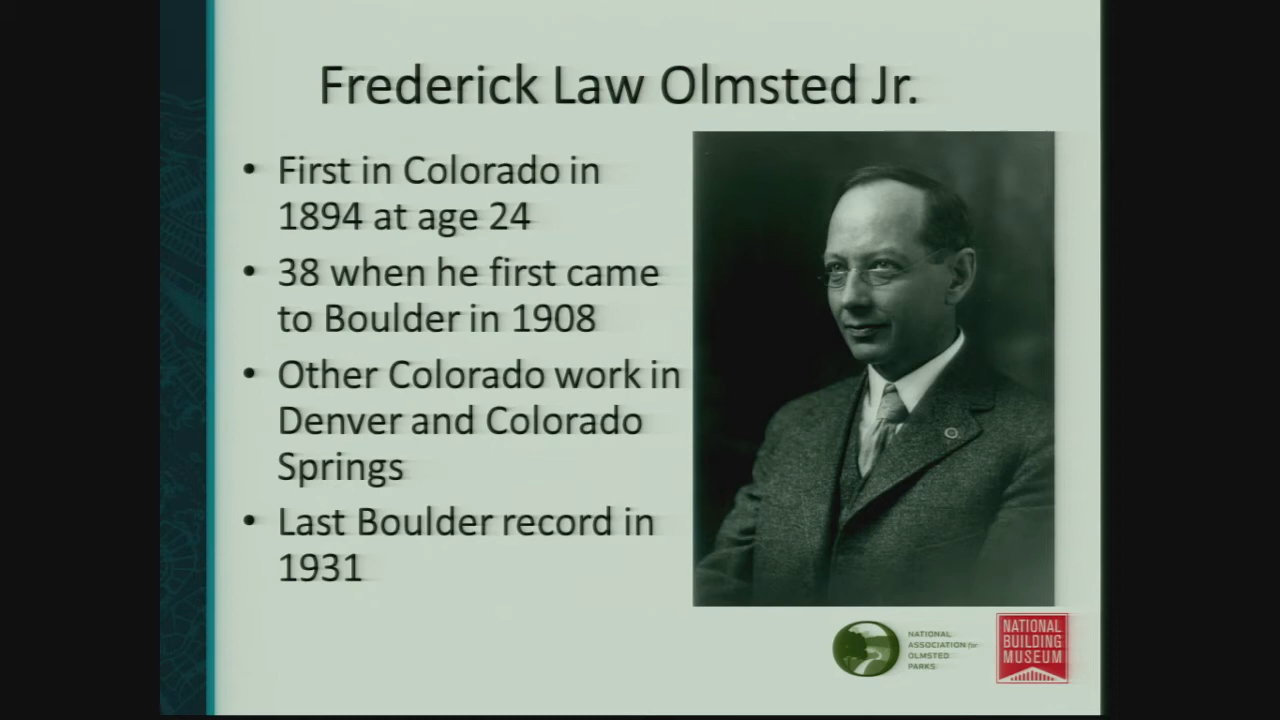 Frederick Law Olmsted Jr.
• First in Colorado in
1894 at age 24
• 38 when he first came
to Boulder in 1908
• Other Colorado work in
Denver and Colorado
Springs
• Last Boulder record in
1931
NATIONAL
ASSOCIATION for
OLMSTED
PARKS
NATIONAL
BUILDING
MUSEUM